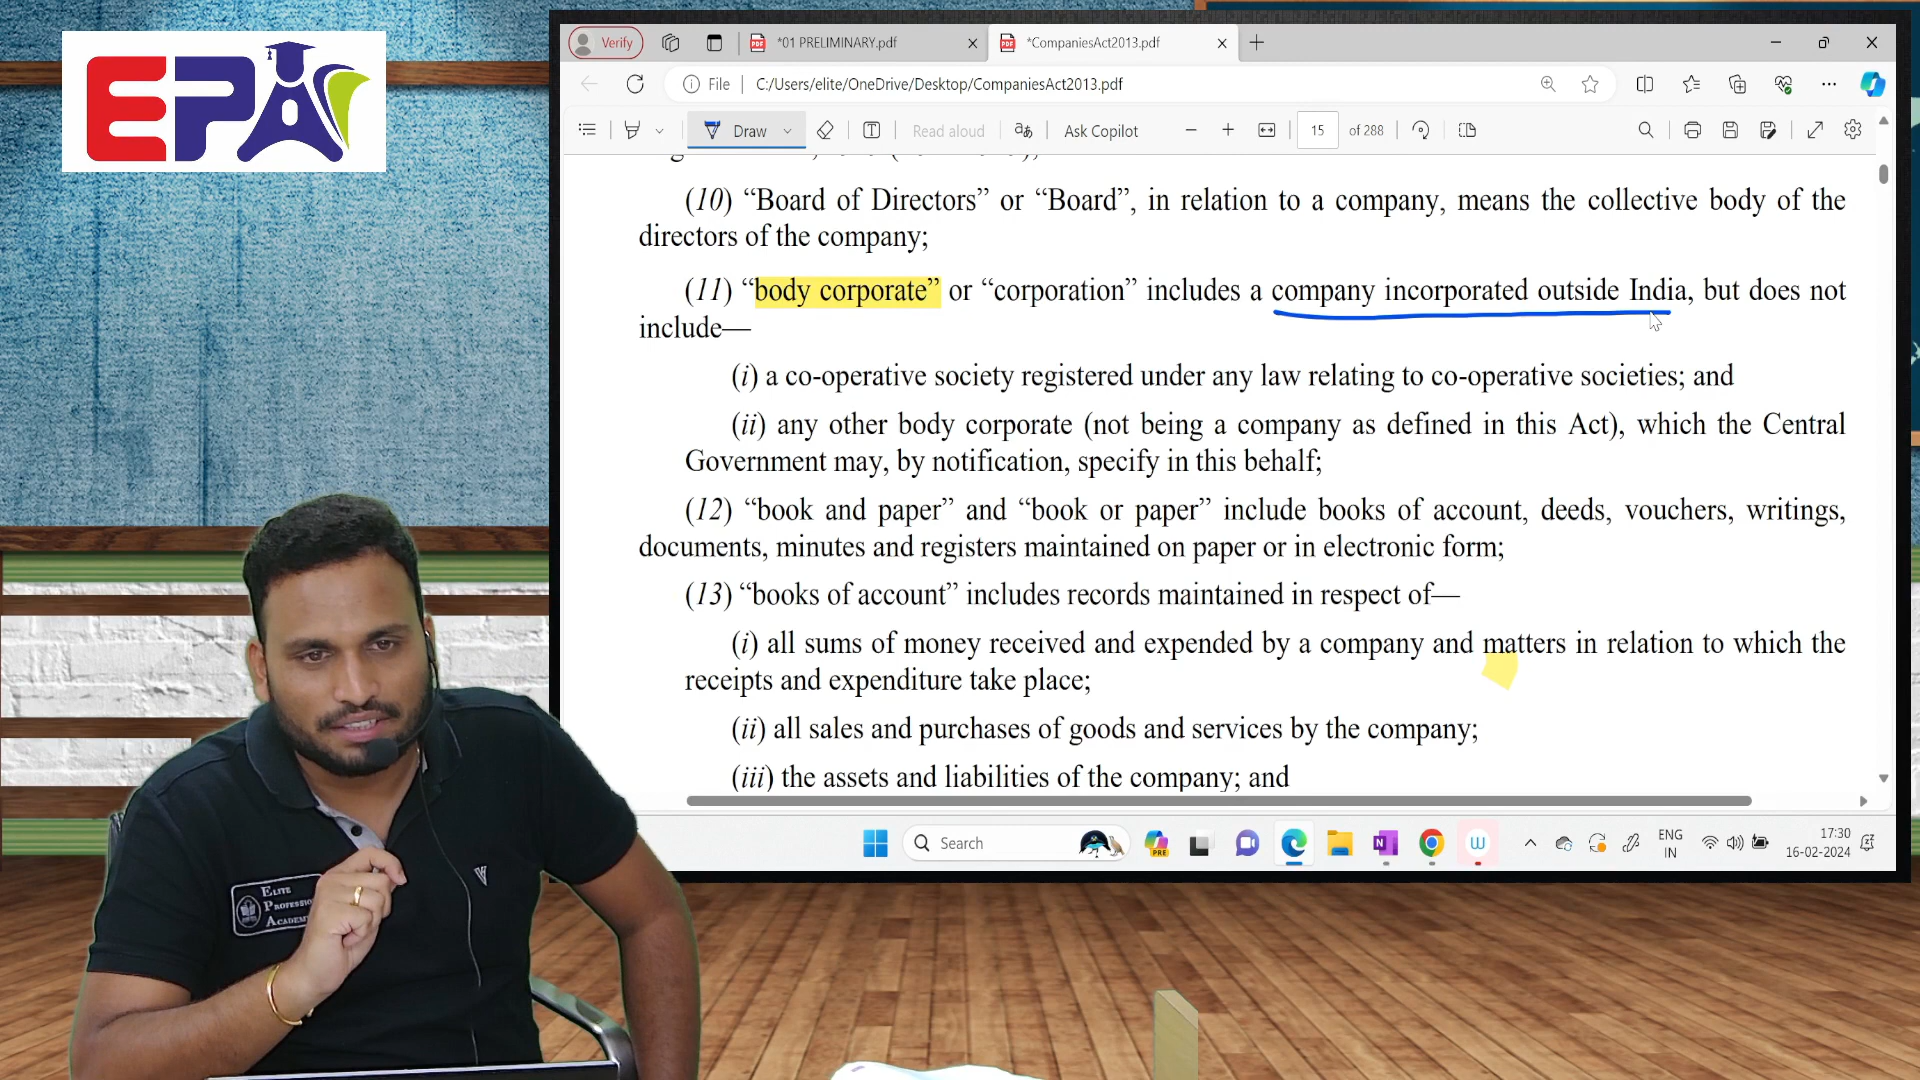 EPA
Verify
*01 PRELIMINARY.pdf
*CompaniesAct2013.pdf
File C:/Users/elite/OneDrive/Desktop/CompaniesAct2013.pdf
Draw
Read aloud
Ask Copilot
15 of 288
(10) “Board of Directors” or “Board”, in relation to a company, means the collective body of the
directors of the company;
(11) “body corporate” or “corporation” includes a company incorporated outside India, but does not
include—
(i) a co-operative society registered under any law relating to co-operative societies; and
(ii) any other body corporate (not being a company as defined in this Act), which the Central
Government may, by notification, specify in this behalf;
(12) “book and paper” and “book or paper” include books of account, deeds, vouchers, writings,
documents, minutes and registers maintained on paper or in electronic form;
(13) “books of account” includes records maintained in respect of—
(i) all sums of money received and expended by a company and matters in relation to which the
receipts and expenditure take place;
(ii) all sales and purchases of goods and services by the company;
(iii) the assets and liabilities of the company; and
Search
PRE
ENG
IN
17:30
16-02-2024
ELITE
PROFESSIO
ACADEM